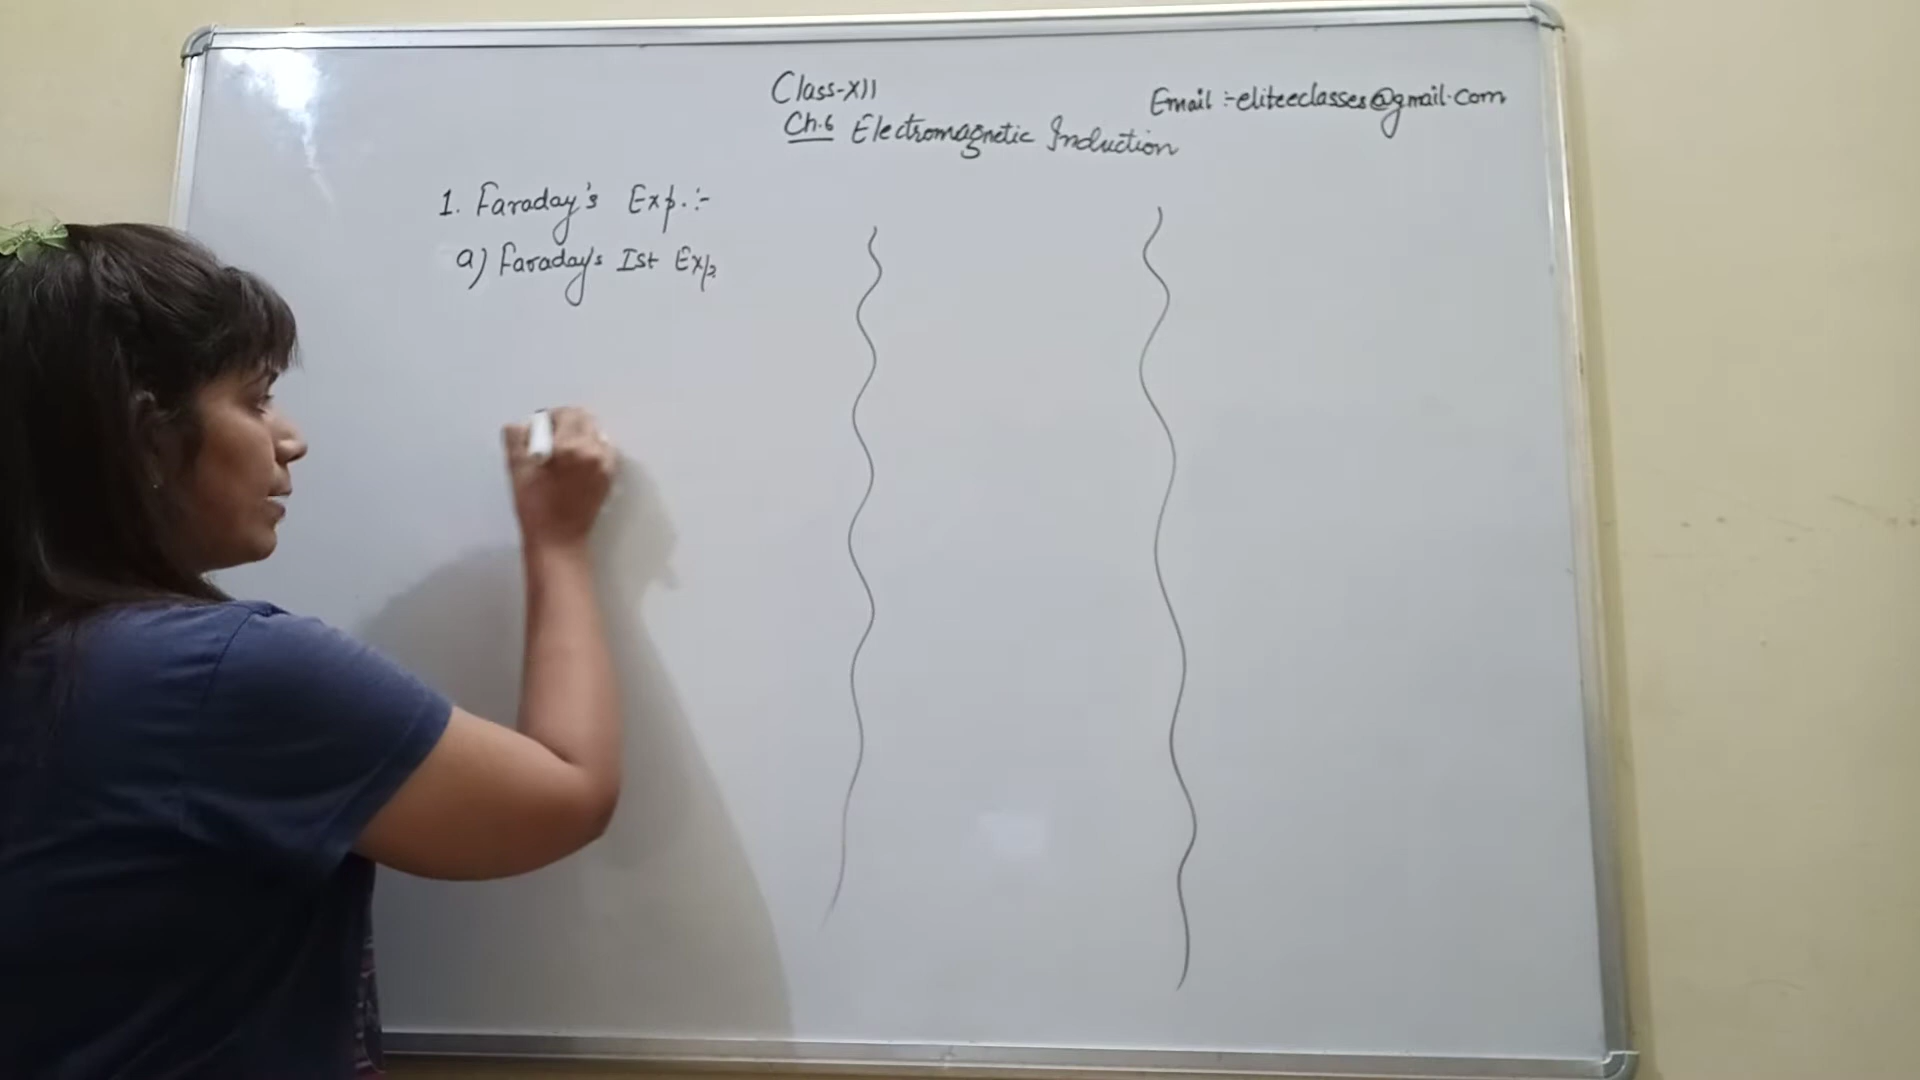 Class-XII
Ch.6 Electromagnetic Induction
Email :-eliteeclasses@gmail.com
1. Faraday's Exp. :-
a) Faraday's Ist Exp.